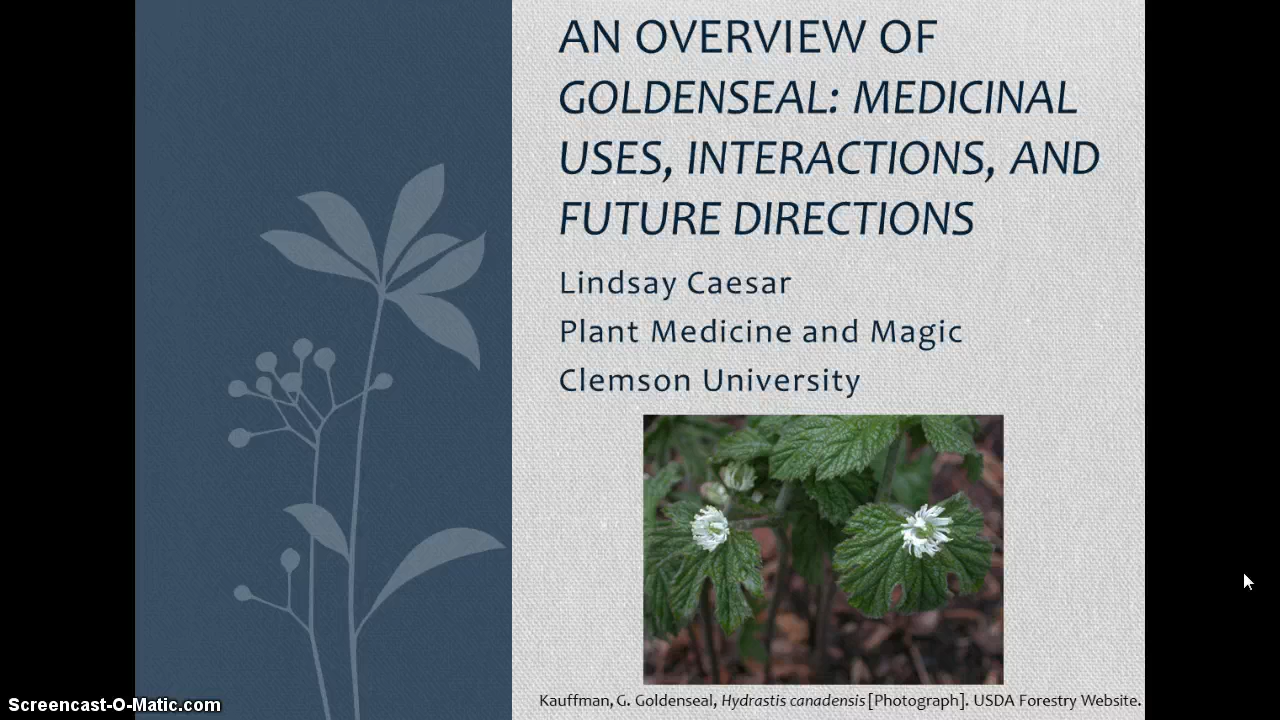 AN OVERVIEW OF
GOLDENSEAL: MEDICINAL
USES, INTERACTIONS, AND
FUTURE DIRECTIONS
Lindsay Caesar
Plant Medicine and Magic
Clemson University
Kauffman, G. Goldenseal, Hydrastis canadensis [Photograph]. USDA Forestry Website.
Screencast-O-Matic.com